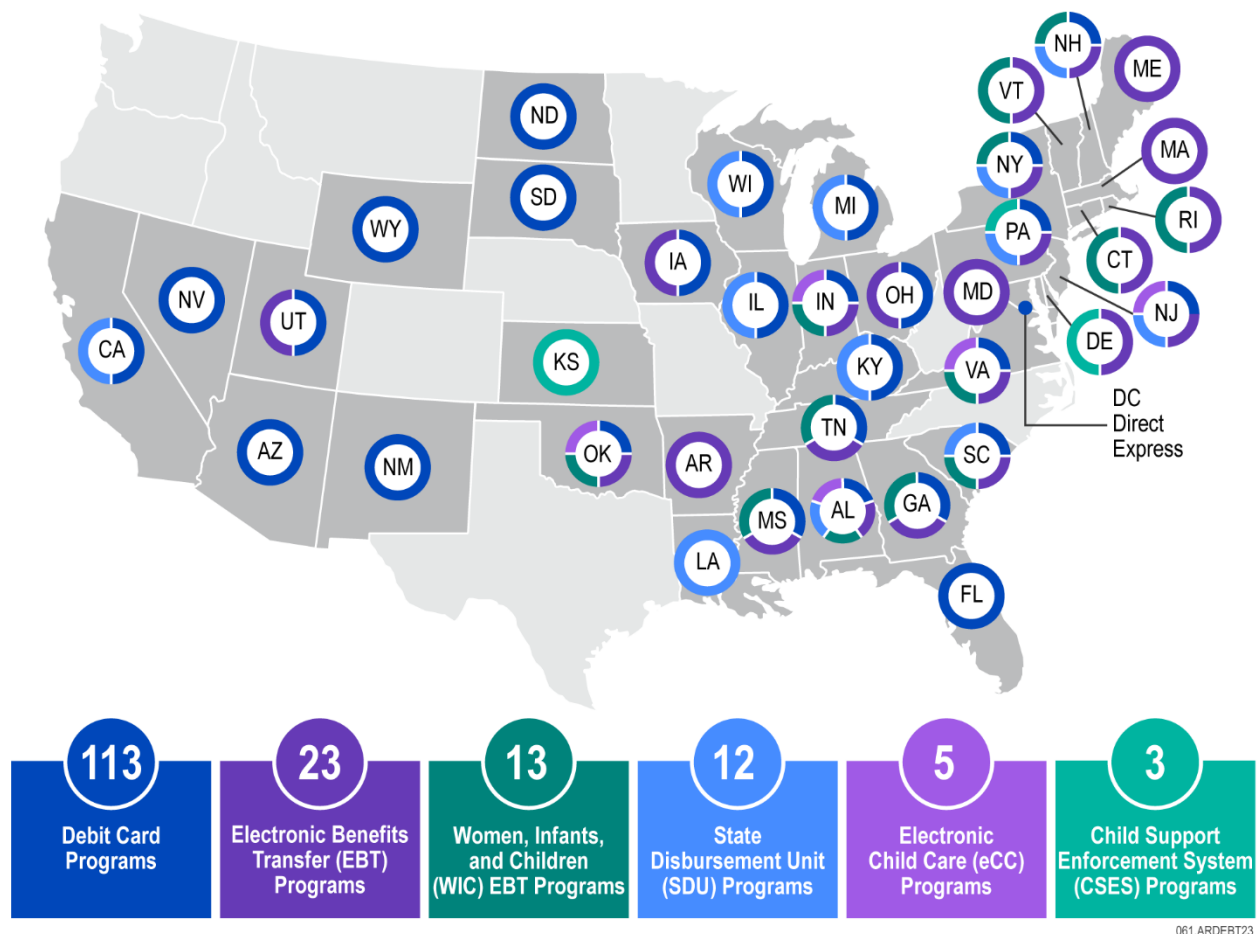 NH
ME
VT
ND
MA
NY
WI
SD
MI
RI
WY
PA
CT
IA
NV
IL
IN
OH
MD
NJ
UT
DE
CA
KS
KY
VA
DC
Direct
Express
TN
AZ
NM
OK
AR
SC
MS
AL
GA
LA
FL
113
Debit Card
Programs
23
Electronic Benefits
Transfer (EBT)
Programs
13
Women, Infants,
and Children
(WIC) EBT Programs
12
State
Disbursement Unit
(SDU) Programs
5
Electronic
Child Care (eCC)
Programs
3
Child Support
Enforcement System
(CSES) Programs
061 ARDEBT23